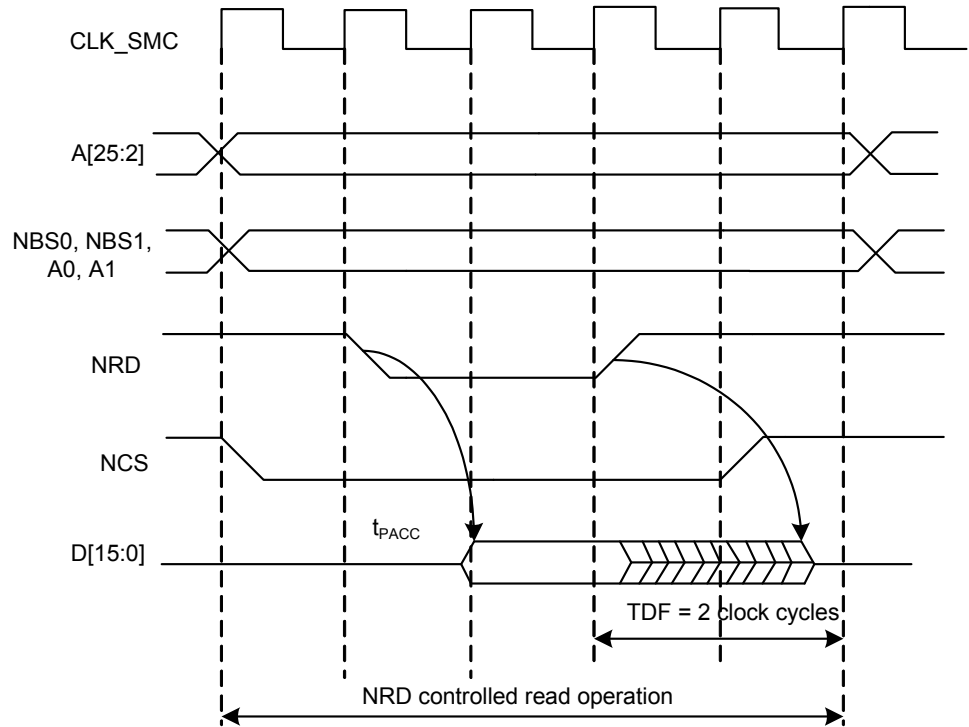 CLK_SMC
A[25:2]
NBS0, NBS1,
A0, A1
NRD
NCS
tPACC
D[15:0]
TDF = 2 clock cycles
NRD controlled read operation